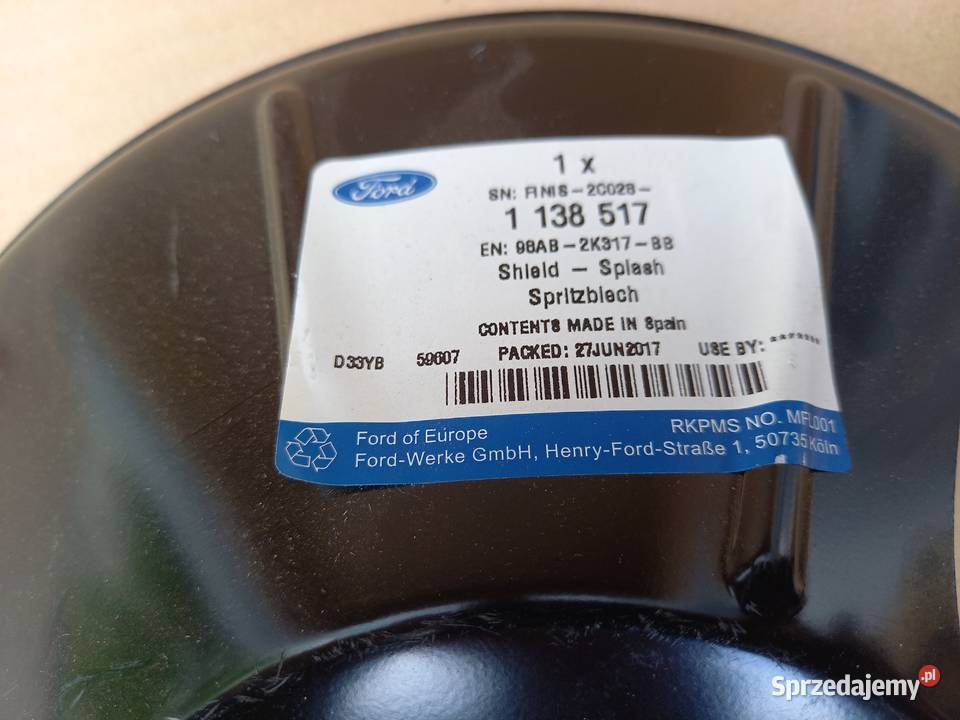 Ford
1 x
SN: FINIS-2C028-
1 138 517
EN: 98AB-2K317-BB
Shield - Splash
Spritzblech
CONTENTS MADE IN Spain
D33YB 59607 PACKED: 27JUN2017 USE BY: *******
RKPMS NO. MFL001
Ford of Europe
Ford-Werke GmbH, Henry-Ford-Straße 1, 50735 Köln
Sprzedajemy.pl